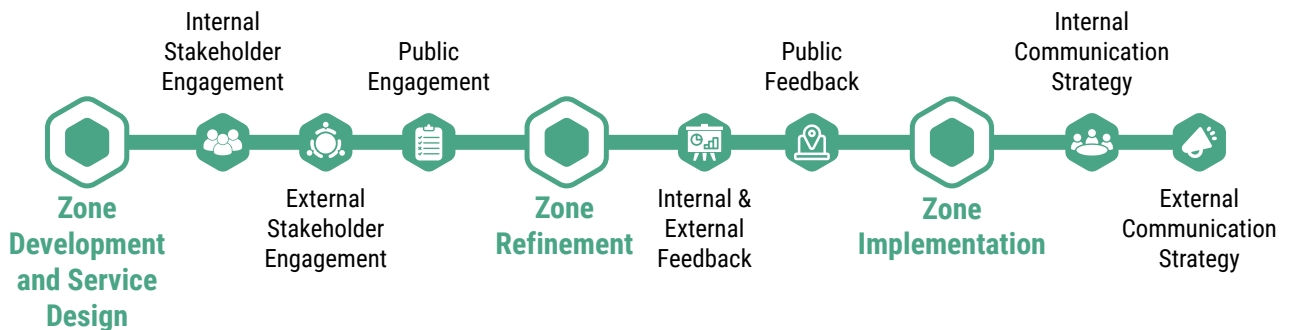 Zone
Development
and Service
Design
Internal
Stakeholder
Engagement
External
Stakeholder
Engagement
Public
Engagement
Zone
Refinement
Internal &
External
Feedback
Public
Feedback
Zone
Implementation
Internal
Communication
Strategy
External
Communication
Strategy